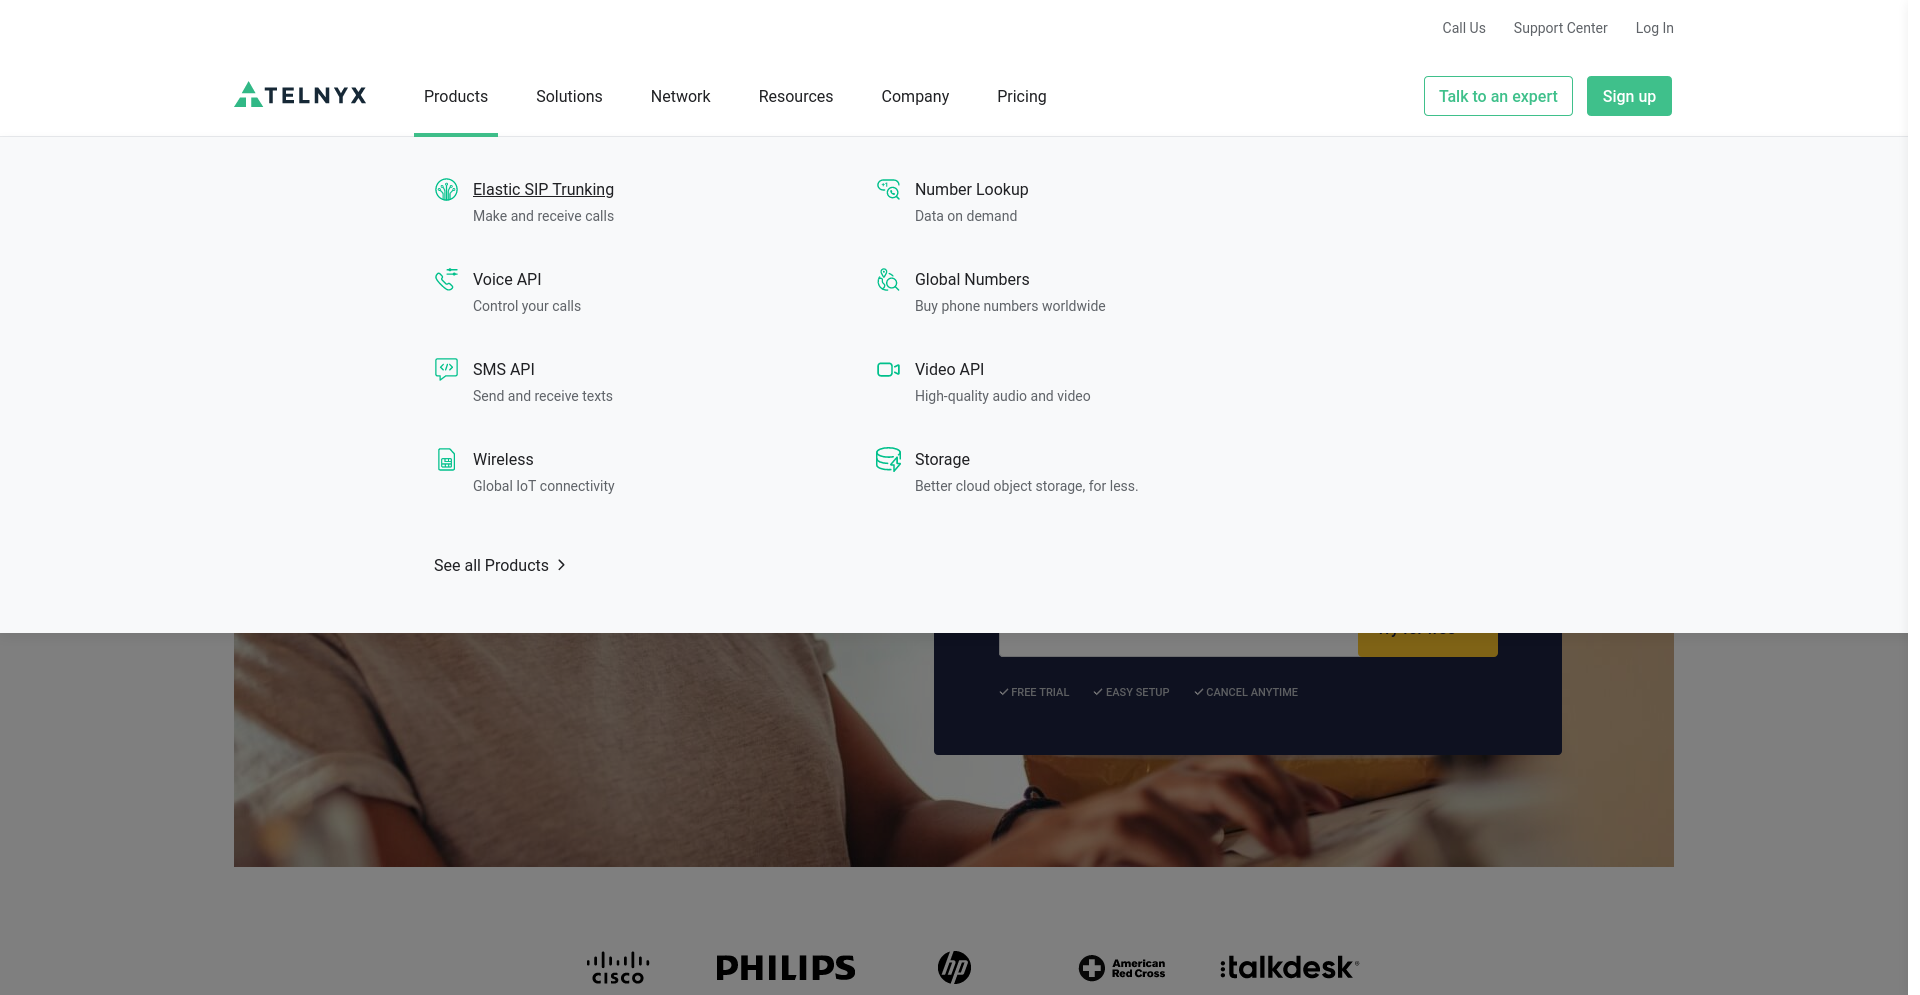 Call Us Support Center Log In
TELNYX Products Solutions Network Resources Company Pricing Talk to an expert Sign up
Elastic SIP Trunking
Make and receive calls
Number Lookup
Data on demand
Voice API
Control your calls
Global Numbers
Buy phone numbers worldwide
SMS API
Send and receive texts
Video API
High-quality audio and video
Wireless
Global IoT connectivity
Storage
Better cloud object storage, for less.
See all Products
FREE TRIAL EASY SETUP CANCEL ANYTIME
CISCO PHILIPS hp American Red Cross :talkdesk®